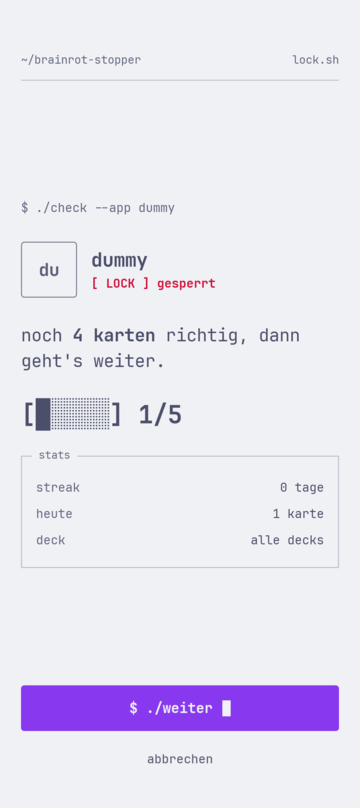 ~/brainrot-stopper lock.sh
$ ./check --app dummy
du
dummy
[ LOCK ] gesperrt
noch 4 karten richtig, dann
geht's weiter.
[█░░░░] 1/5
stats
streak 0 tage
heute 1 karte
deck alle decks
$ ./weiter █
abbrechen